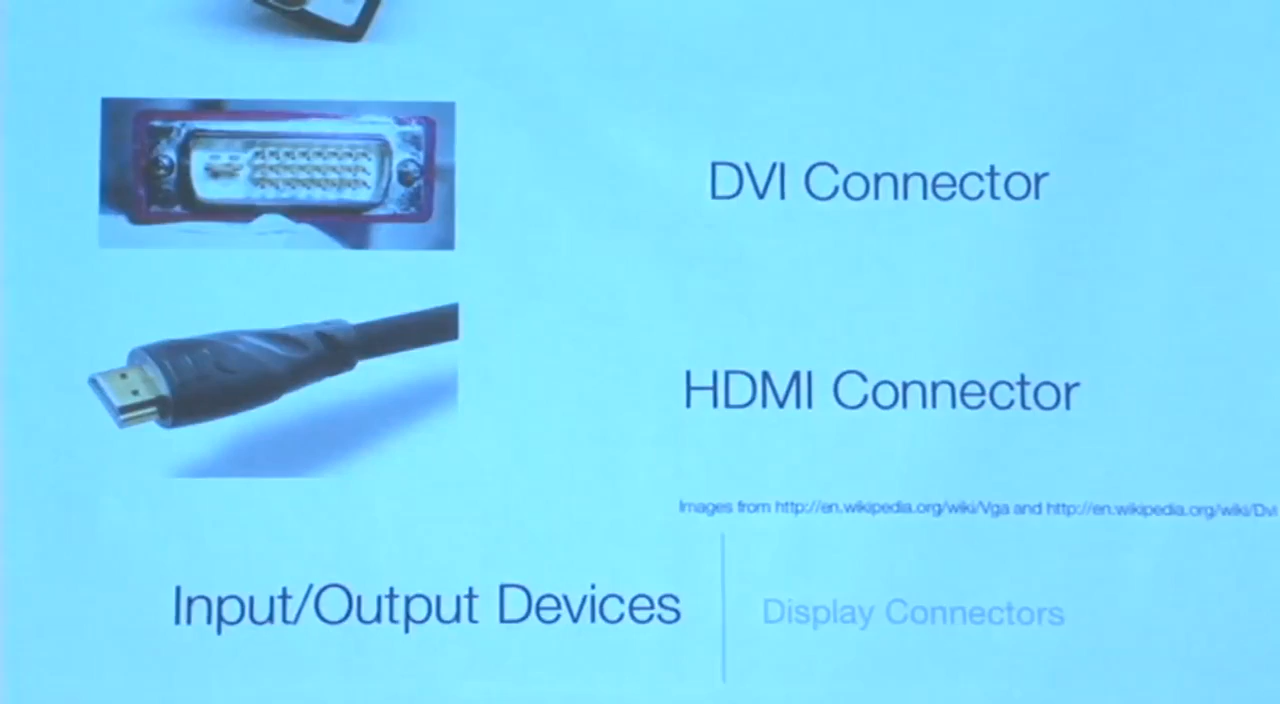 DVI Connector
HDMI Connector
Images from http://en.wikipedia.org/wiki/Vga and http://en.wikipedia.org/wiki/Dvi
Input/Output Devices
Display Connectors